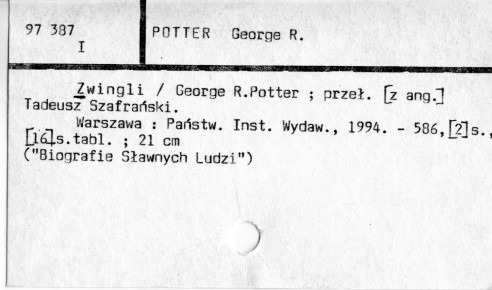 97 387
I
POTTER George R.
Zwingli / George R.Potter ; przeł. [z ang.]
Tadeusz Szafrański.
Warszawa : Państw. Inst. Wydaw., 1994. - 586,[2]s.,
[16]s.tabl. ; 21 cm
("Biografie Sławnych Ludzi")